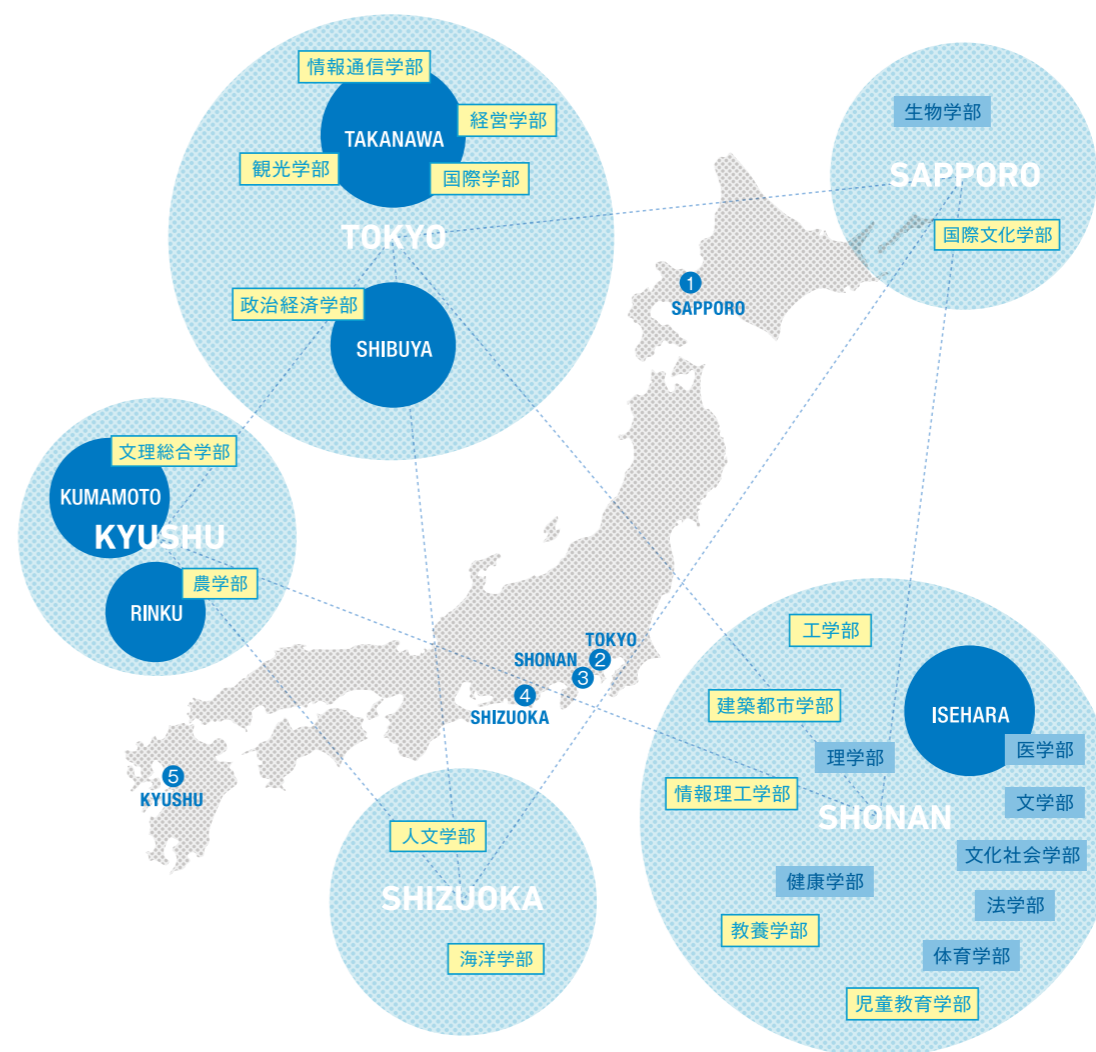 情報通信学部
TAKANAWA
経営学部
観光学部
国際学部
TOKYO
政治経済学部
SHIBUYA
生物学部
SAPPORO
国際文化学部
1
SAPPORO
文理総合学部
KUMAMOTO
KYUSHU
農学部
RINKU
TOKYO
2
SHONAN
3
4
SHIZUOKA
5
KYUSHU
工学部
建築都市学部
ISEHARA
理学部
医学部
情報理工学部
文学部
SHONAN
文化社会学部
健康学部
法学部
教養学部
体育学部
児童教育学部
人文学部
SHIZUOKA
海洋学部